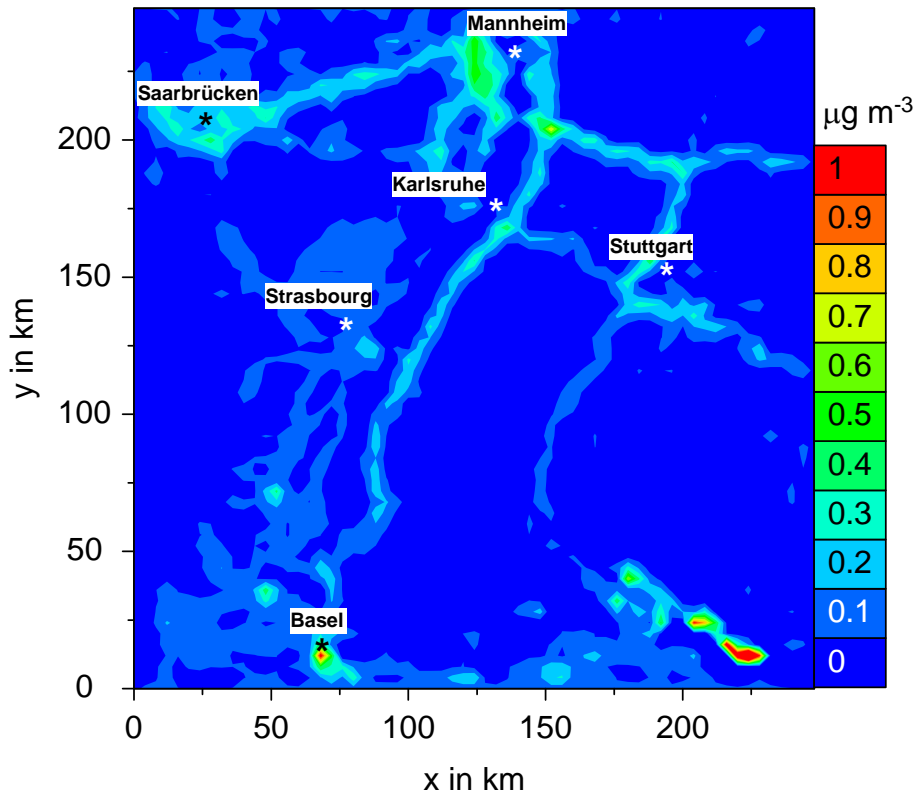 Mannheim
*
Saarbrücken
*
Karlsruhe
*
Stuttgart
*
Strasbourg
*
Basel
*
y in km
200
150
100
50
0
0 50 100 150 200
x in km
μg m-3
1
0.9
0.8
0.7
0.6
0.5
0.4
0.3
0.2
0.1
0